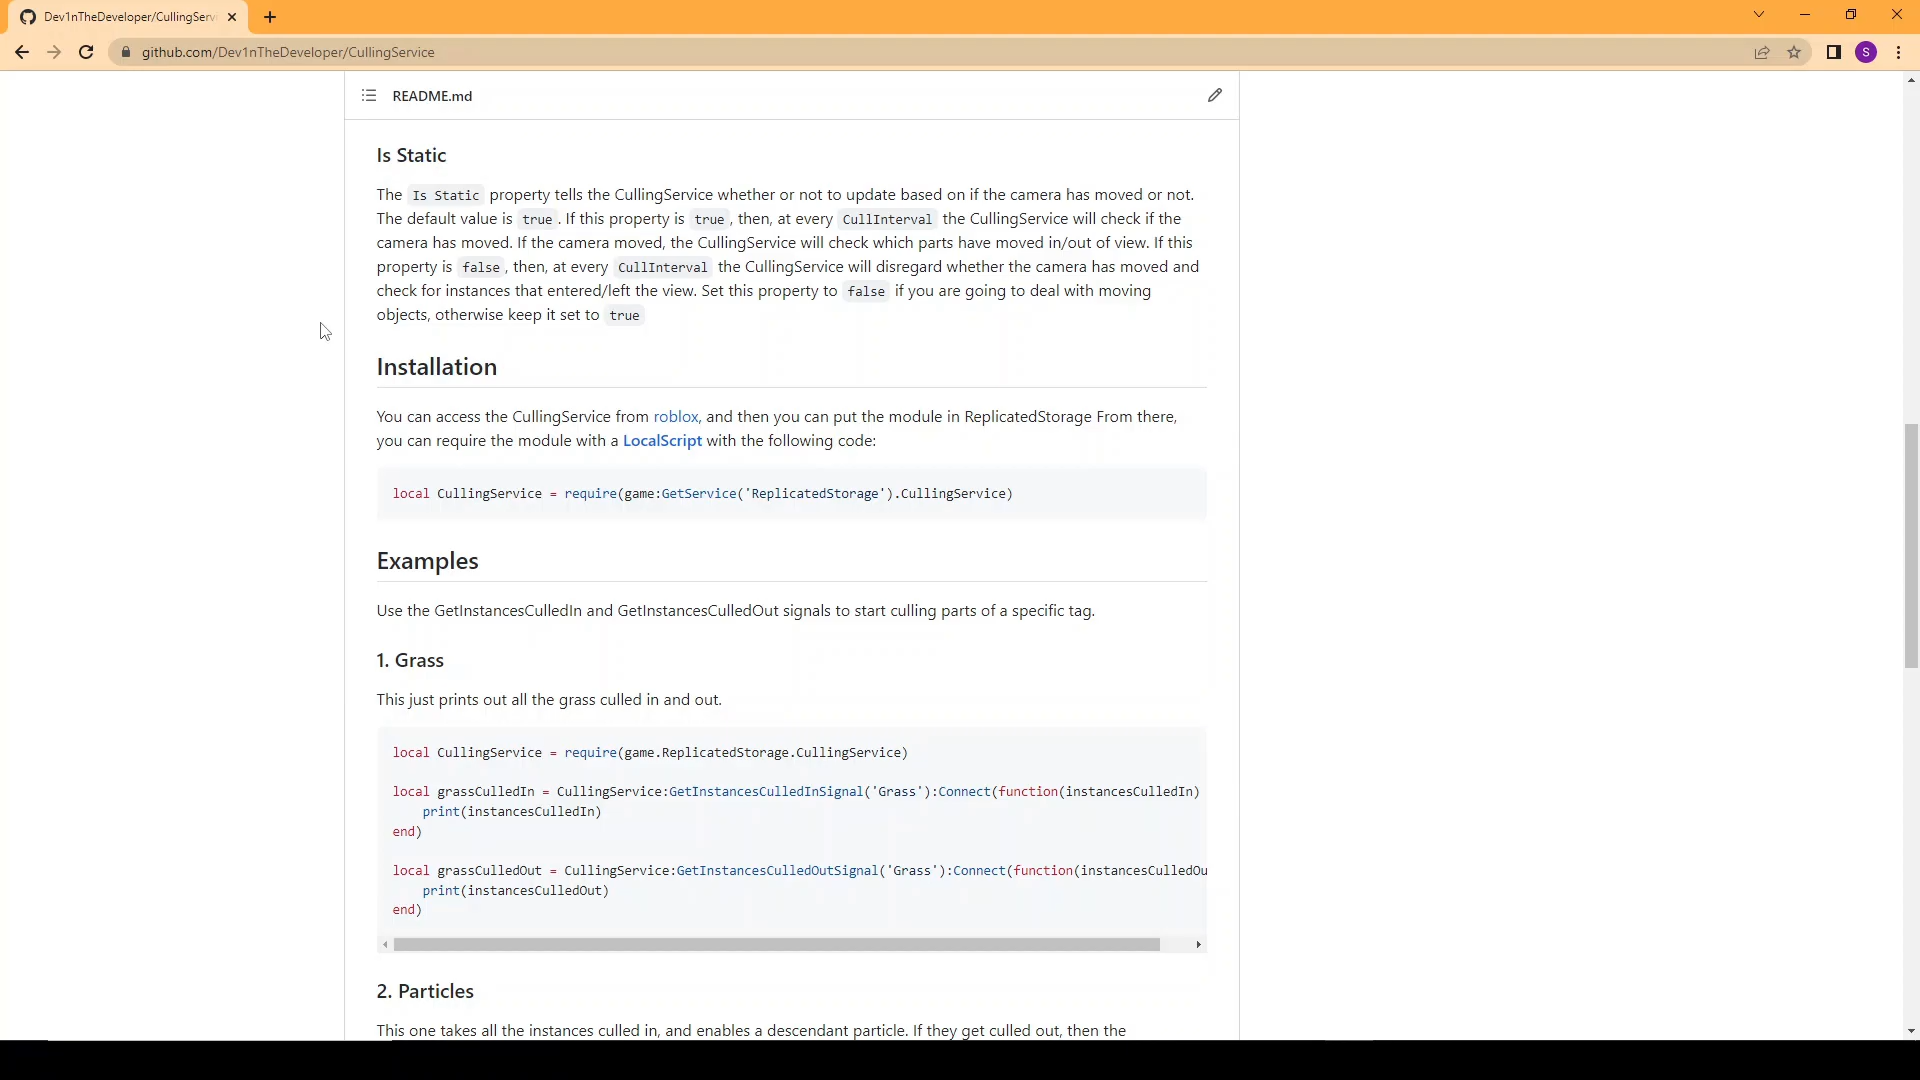 Dev1nTheDeveloper/CullingServi
github.com/Dev1nTheDeveloper/CullingService
S
README.md
Is Static
The Is Static property tells the CullingService whether or not to update based on if the camera has moved or not.
The default value is true . If this property is true , then, at every CullInterval the CullingService will check if the
camera has moved. If the camera moved, the CullingService will check which parts have moved in/out of view. If this
property is false , then, at every CullInterval the CullingService will disregard whether the camera has moved and
check for instances that entered/left the view. Set this property to false if you are going to deal with moving
objects, otherwise keep it set to true
Installation
You can access the CullingService from roblox, and then you can put the module in ReplicatedStorage From there,
you can require the module with a LocalScript with the following code:
local CullingService = require(game:GetService('ReplicatedStorage').CullingService)
Examples
Use the GetInstancesCulledIn and GetInstancesCulledOut signals to start culling parts of a specific tag.
1. Grass
This just prints out all the grass culled in and out.
local CullingService = require(game.ReplicatedStorage.CullingService)
local grassCulledIn = CullingService:GetInstancesCulledInSignal('Grass'):Connect(function(instancesCulledIn)
print(instancesCulledIn)
end)
local grassCulledOut = CullingService:GetInstancesCulledOutSignal('Grass'):Connect(function(instancesCulledOu
print(instancesCulledOut)
end)
2. Particles
This one takes all the instances culled in, and enables a descendant particle. If they get culled out, then the